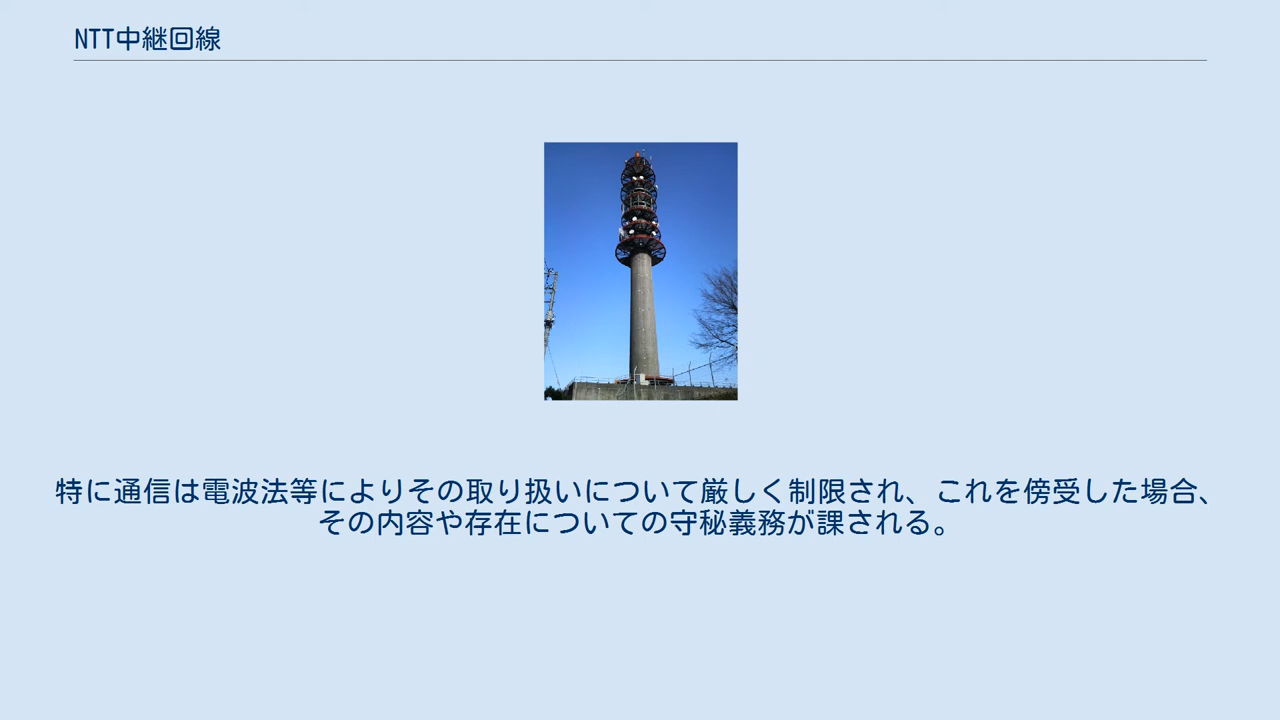 NTT中継回線
特に通信は電波法等によりその取り扱いについて厳しく制限され、これを傍受した場合、
その内容や存在についての守秘義務が課される。